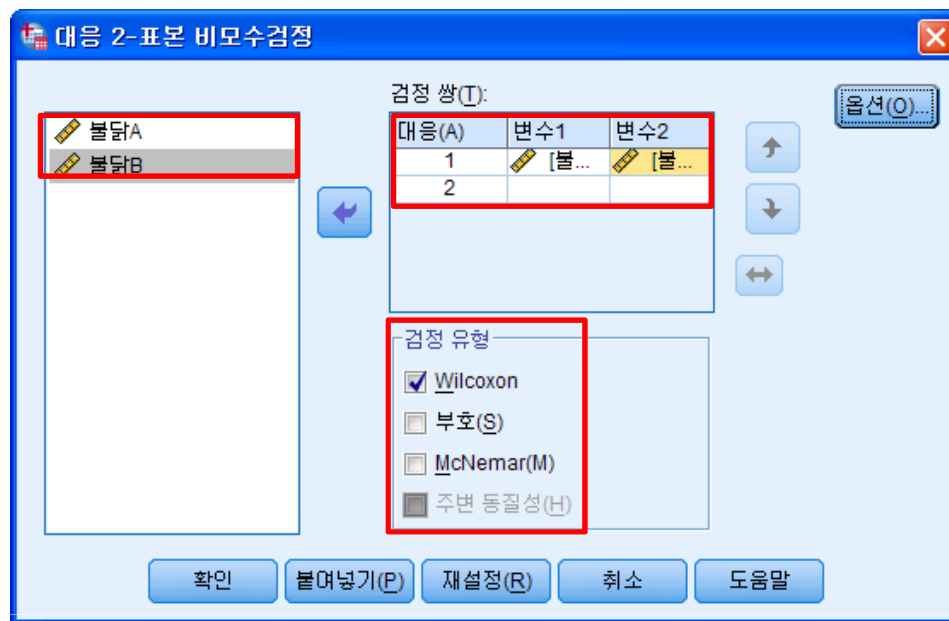 대응 2-표본 비모수검정
불닭A
불닭B
검정 쌍(T):
대응(A) 변수1 변수2
1 [불... [불...
2
옵션(O)...
검정 유형
Wilcoxon
부호(S)
McNemar(M)
주변 동질성(H)
확인 붙여넣기(P) 재설정(R) 취소 도움말